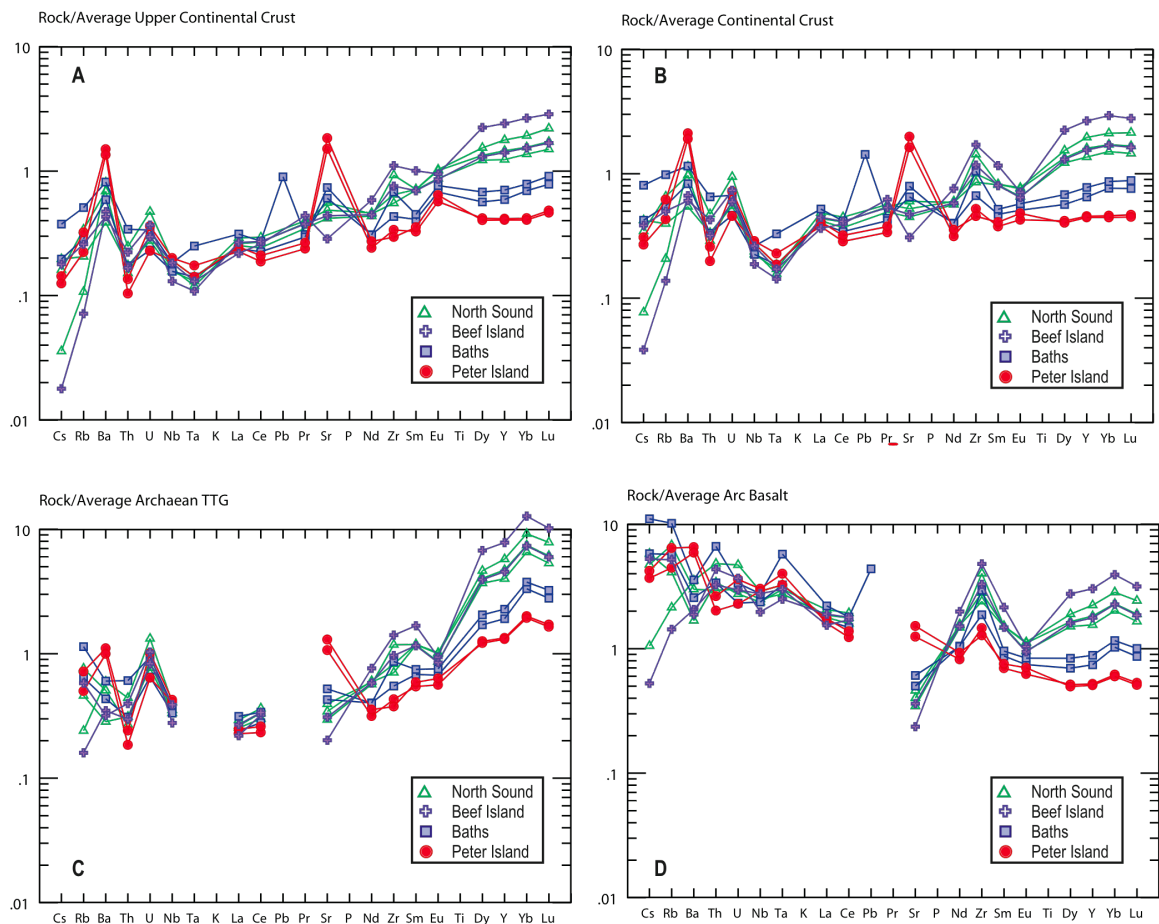 Rock/Average Upper Continental Crust
10
1
0.1
.01
A
North Sound
Beef Island
Baths
Peter Island
Cs Rb Ba Th U Nb Ta K La Ce Pb Pr Sr P Nd Zr Sm Eu Ti Dy Y Yb Lu
Rock/Average Continental Crust
10
1
0.1
.01
B
North Sound
Beef Island
Baths
Peter Island
Cs Rb Ba Th U Nb Ta K La Ce Pb Pr Sr P Nd Zr Sm Eu Ti Dy Y Yb Lu
Rock/Average Archaean TTG
10
1
.1
.01
C
North Sound
Beef Island
Baths
Peter Island
Cs Rb Ba Th U Nb Ta K La Ce Pb Pr Sr P Nd Zr Sm Eu Ti Dy Y Yb Lu
Rock/Average Arc Basalt
10
1
.1
.01
D
North Sound
Beef Island
Baths
Peter Island
Cs Rb Ba Th U Nb Ta K La Ce Pb Pr Sr P Nd Zr Sm Eu Ti Dy Y Yb Lu